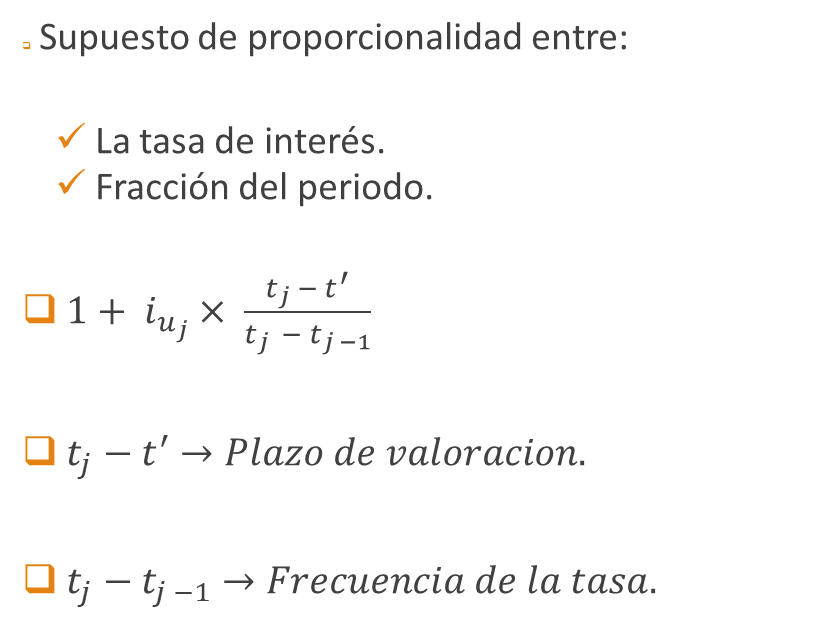 Supuesto de proporcionalidad entre:
✓ La tasa de interés.
✓ Fracción del periodo.
❑ $1 + i_{u_j} \times \frac{t_j - t'}{t_j - t_{j-1}}$
❑ $t_j - t' \rightarrow Plazo de valoracion.$
❑ $t_j - t_{j-1} \rightarrow Frecuencia de la tasa.$